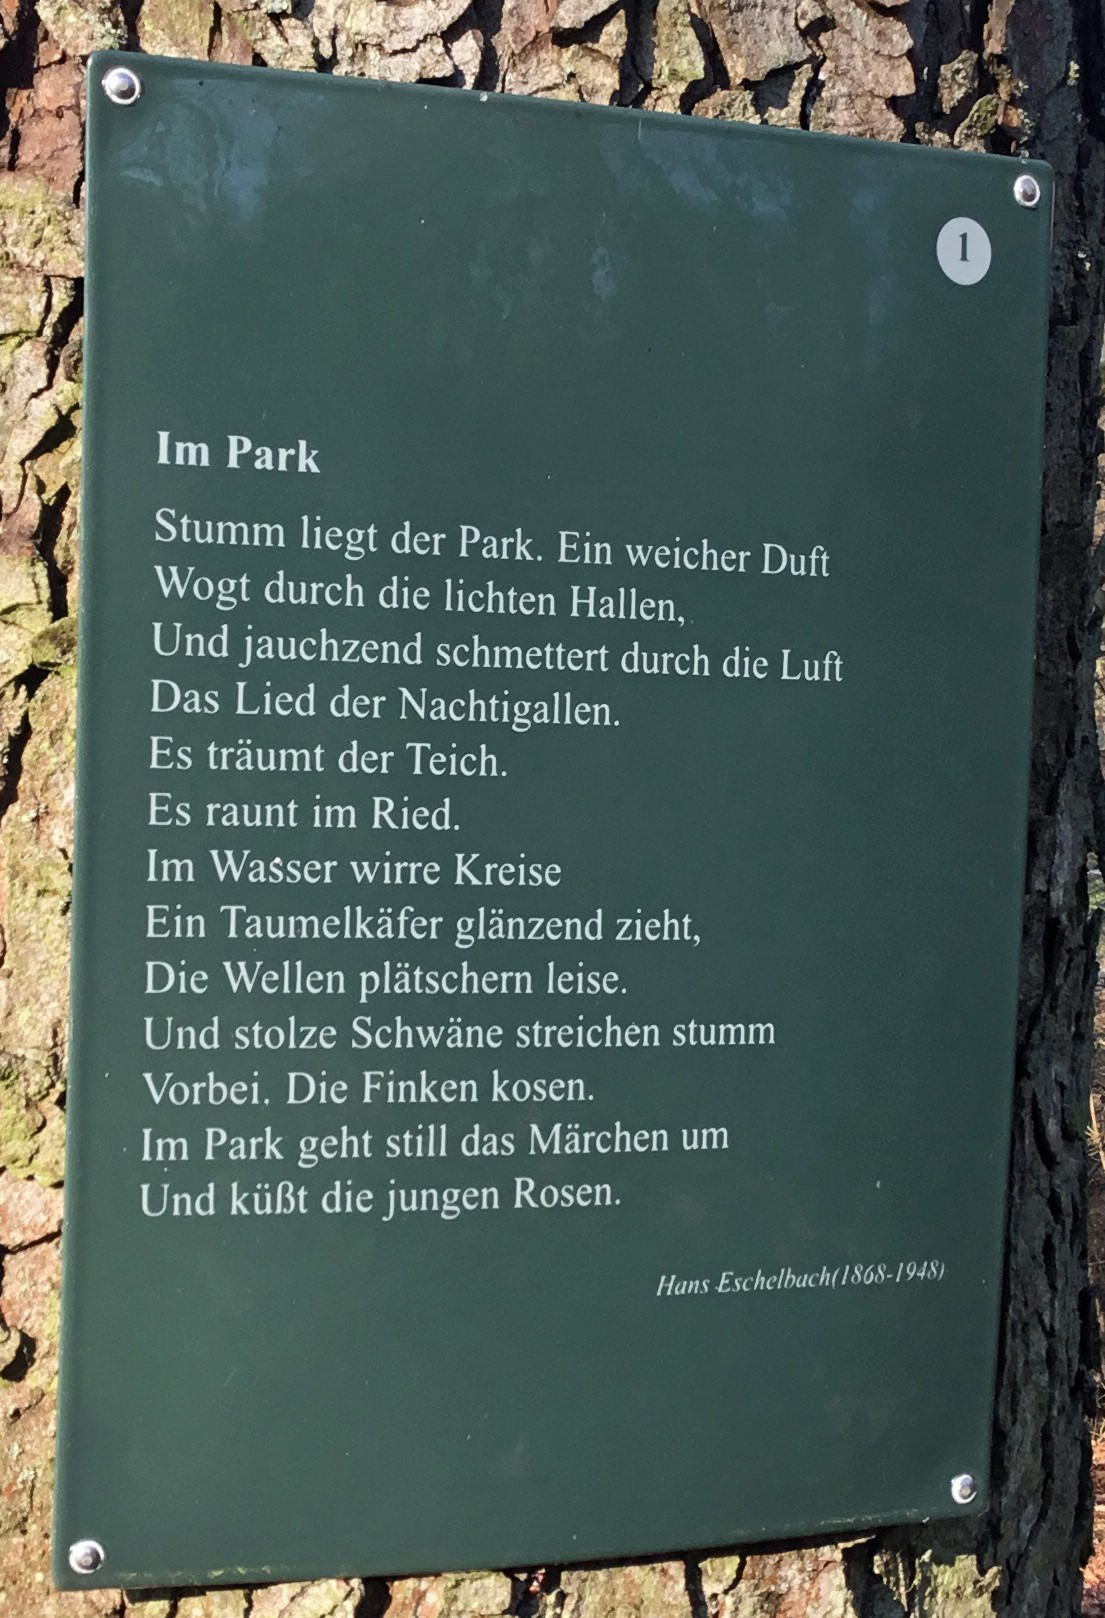 1
Im Park
Stumm liegt der Park. Ein weicher Duft
Wogt durch die lichten Hallen,
Und jauchzend schmettert durch die Luft
Das Lied der Nachtigallen.
Es träumt der Teich.
Es raunt im Ried.
Im Wasser wirre Kreise
Ein Taumelkäfer glänzend zieht,
Die Wellen plätschern leise.
Und stolze Schwäne streichen stumm
Vorbei. Die Finken kosen.
Im Park geht still das Märchen um
Und küßt die jungen Rosen.
Hans Eschelbach(1868-1948)